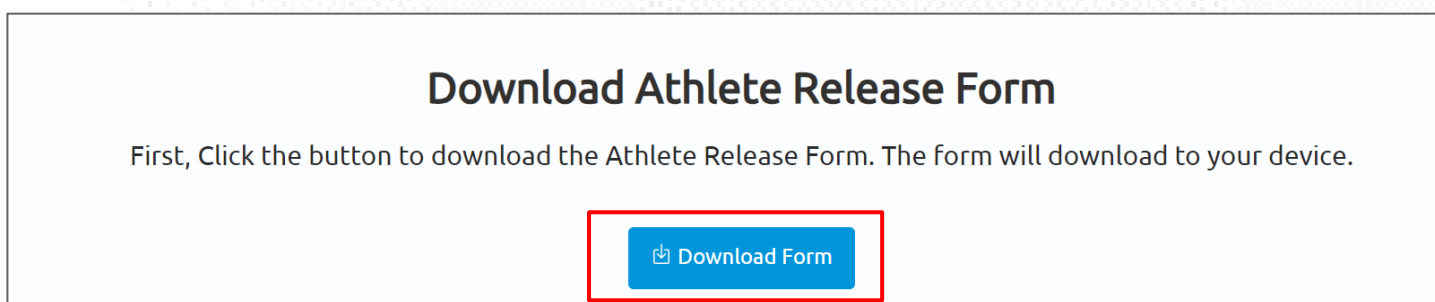 Download Athlete Release Form
First, Click the button to download the Athlete Release Form. The form will download to your device.
Download Form